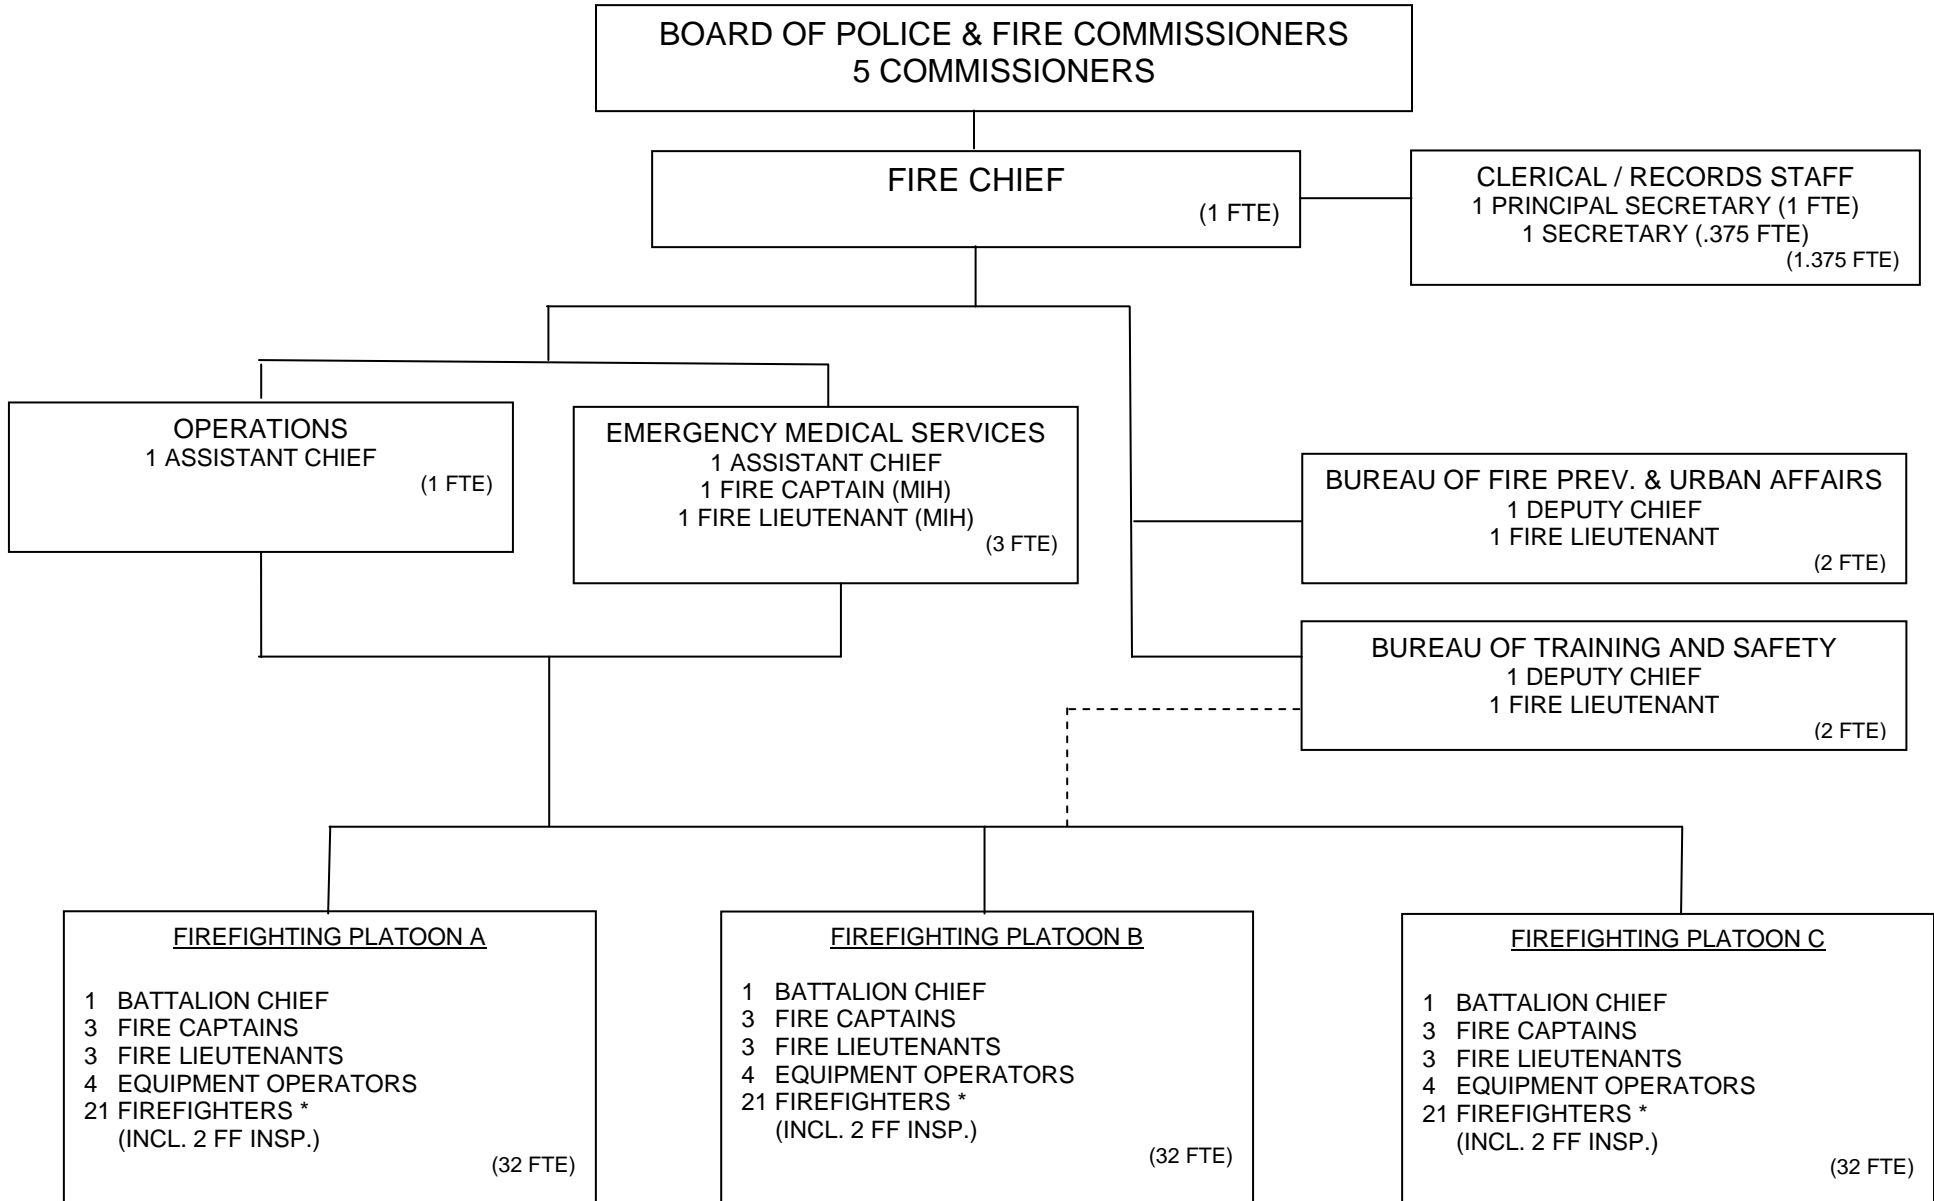 BOARD OF POLICE & FIRE COMMISSIONERS
5 COMMISSIONERS
FIRE CHIEF
(1 FTE)
CLERICAL / RECORDS STAFF
1 PRINCIPAL SECRETARY (1 FTE)
1 SECRETARY (.375 FTE)
(1.375 FTE)
OPERATIONS
1 ASSISTANT CHIEF
(1 FTE)
EMERGENCY MEDICAL SERVICES
1 ASSISTANT CHIEF
1 FIRE CAPTAIN (MIH)
1 FIRE LIEUTENANT (MIH)
(3 FTE)
BUREAU OF FIRE PREV. & URBAN AFFAIRS
1 DEPUTY CHIEF
1 FIRE LIEUTENANT
(2 FTE)
BUREAU OF TRAINING AND SAFETY
1 DEPUTY CHIEF
1 FIRE LIEUTENANT
(2 FTE)
FIREFIGHTING PLATOON A
1 BATTALION CHIEF
3 FIRE CAPTAINS
3 FIRE LIEUTENANTS
4 EQUIPMENT OPERATORS
21 FIREFIGHTERS *
(INCL. 2 FF INSP.)
(32 FTE)
FIREFIGHTING PLATOON B
1 BATTALION CHIEF
3 FIRE CAPTAINS
3 FIRE LIEUTENANTS
4 EQUIPMENT OPERATORS
21 FIREFIGHTERS *
(INCL. 2 FF INSP.)
(32 FTE)
FIREFIGHTING PLATOON C
1 BATTALION CHIEF
3 FIRE CAPTAINS
3 FIRE LIEUTENANTS
4 EQUIPMENT OPERATORS
21 FIREFIGHTERS *
(INCL. 2 FF INSP.)
(32 FTE)